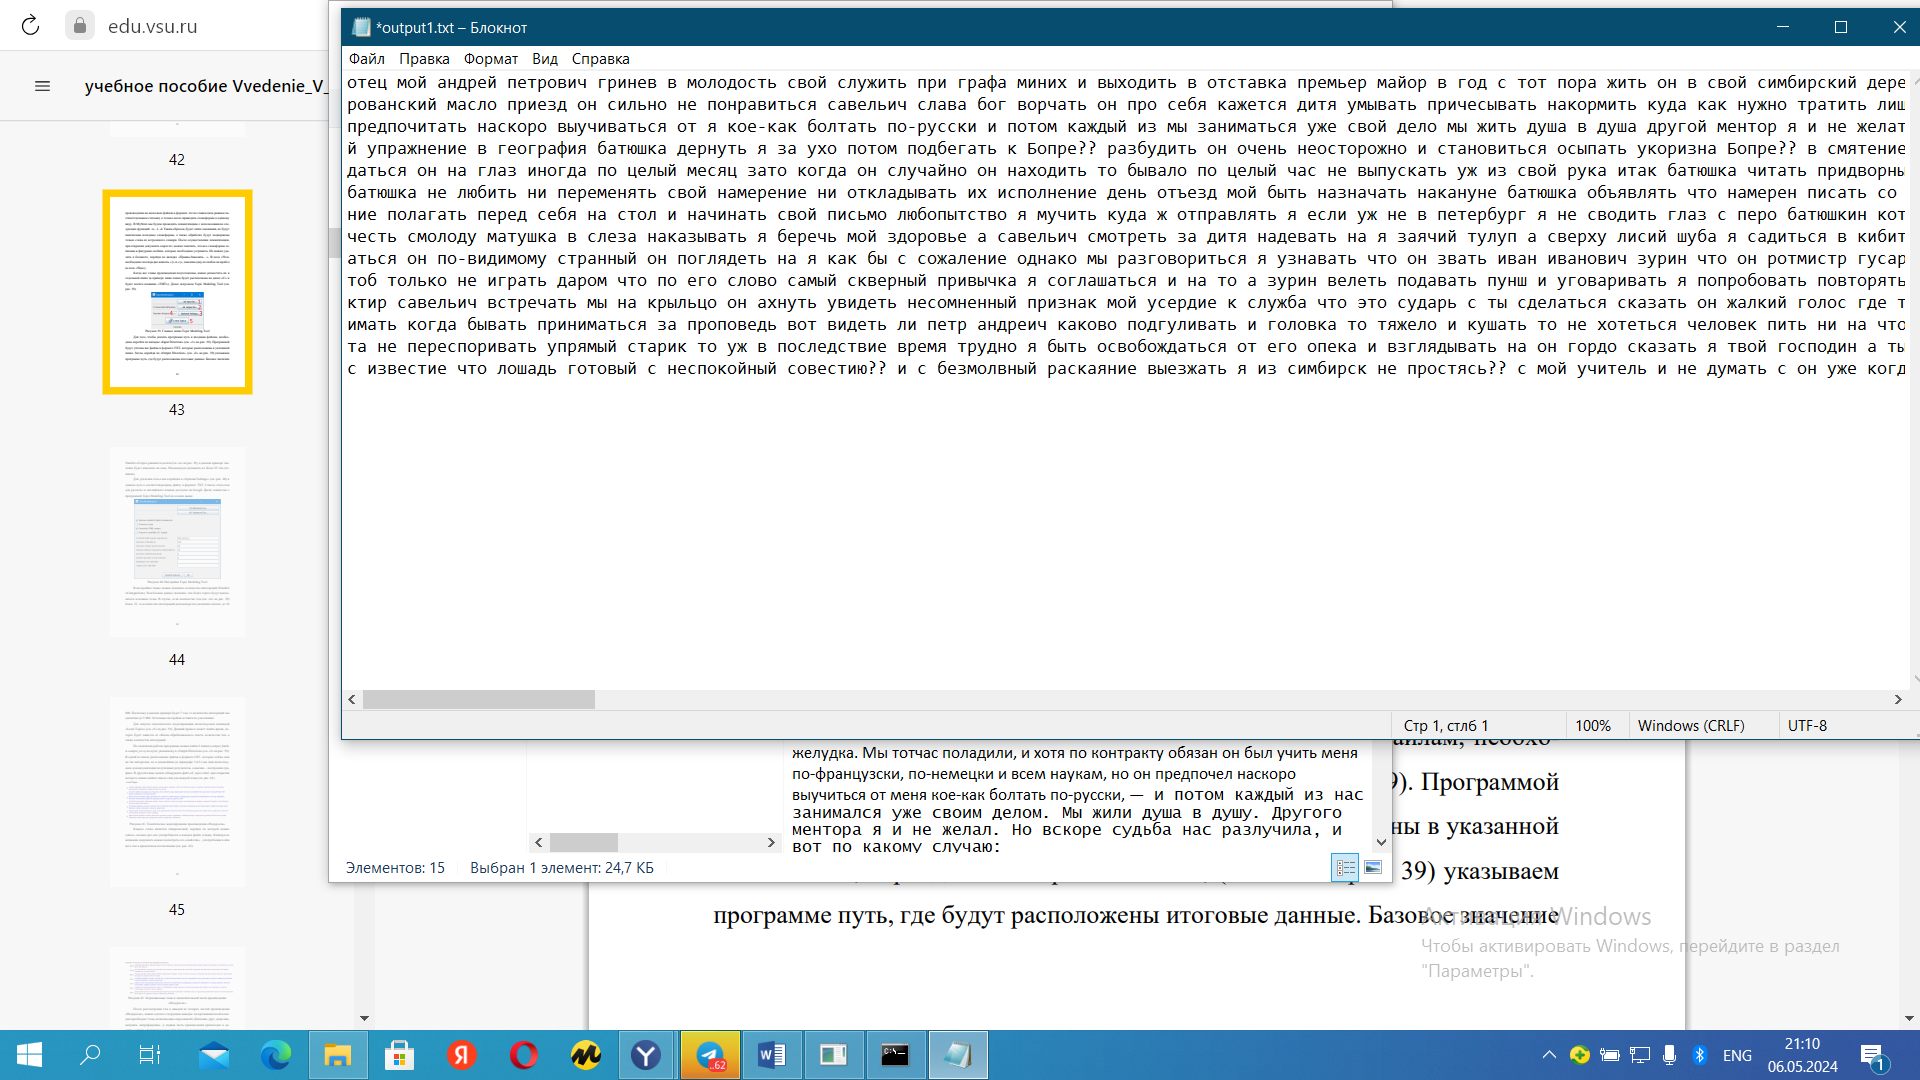 edu.vsu.ru
учебное пособие Vvedenie_V_
42
43
44
45
*output1.txt – Блокнот
Файл Правка Формат Вид Справка
отец мой андрей петрович гринев в молодость свой служить при графа миних и выходить в отставка премьер майор в год с тот пора жить он в свой симбирский дере
рованский масло приезд он сильно не понравиться савельич слава бог ворчать он про себя кажется дитя умывать причесывать накормить куда как нужно тратить лиш
предпочитать наскоро выучиваться от я кое-как болтать по-русски и потом каждый из мы заниматься уже свой дело мы жить душа в душа другой ментор я и не желат
й упражнение в география батюшка дернуть я за ухо потом подбегать к Бопре?? разбудить он очень неосторожно и становиться осыпать укоризна Бопре?? в смятение
даться он на глаз иногда по целый месяц зато когда он случайно он находить то бывало по целый час не выпускать уж из свой рука итак батюшка читать придворны
батюшка не любить ни переменять свой намерение ни откладывать их исполнение день отъезд мой быть назначать накануне батюшка объявлять что намерен писать со
ние полагать перед себя на стол и начинать свой письмо любопытство я мучить куда ж отправлять я если уж не в петербург я не сводить глаз с перо батюшкин кот
честь смолоду матушка в слеза наказывать я беречь мой здоровье а савельич смотреть за дитя надевать на я заячий тулуп а сверху лисий шуба я садиться в кибит
аться он по-видимому странный он поглядеть на я как бы с сожаление однако мы разговориться я узнавать что он звать иван иванович зурин что он ротмистр гусар
тоб только не играть даром что по его слово самый скверный привычка я соглашаться и на то а зурин велеть подавать пунш и уговаривать я попробовать повторять
ктир савельич встречать мы на крыльцо он ахнуть увидеть несомненный признак мой усердие к служба что это сударь с ты сделаться сказать он жалкий голос где т
имать когда бывать приниматься за проповедь вот видеть ли петр андреич каково подгуливать и головка то тяжело и кушать то не хотеться человек пить ни на что
та не переспоривать упрямый старик то уж в последствие время трудно я быть освобождаться от его опека и взглядывать на он гордо сказать я твой господин а ты
с известие что лошадь готовый с неспокойный совестию?? и с безмолвный раскаяние выезжать я из симбирск не простясь?? с мой учитель и не думать с он уже когд
Стр 1, стлб 1
100%
Windows (CRLF)
UTF-8
желудка. Мы тотчас поладили, и хотя по контракту обязан он был учить меня
по-французски, по-немецки и всем наукам, но он предпочел наскоро
выучиться от меня кое-как болтать по-русски, — и потом каждый из нас
занимался уже своим делом. Мы жили душа в душу. Другого
ментора я и не желал. Но вскоре судьба нас разлучила, и
вот по какому случаю:
Элементов: 15
Выбран 1 элемент: 24,7 КБ
9). Программой
ны в указанной
39) указываем
программе путь, где будут расположены итоговые данные. Базовое значение
Активация Windows
Чтобы активировать Windows, перейдите в раздел
"Параметры".
..62
ENG
21:10
06.05.2024
1